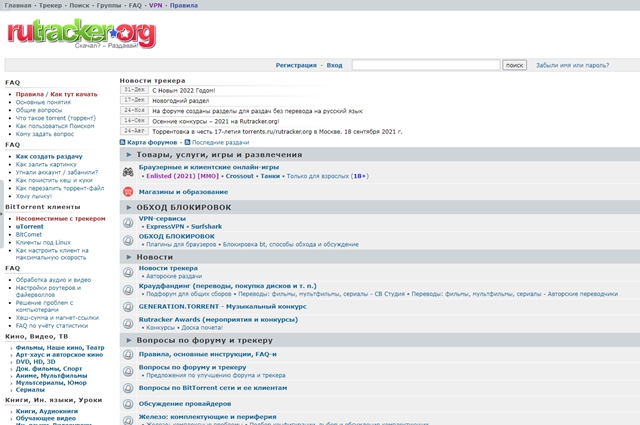 Главная · Трекер · Поиск · Группы · FAQ · VPN · Правила
rutracker.org
Скачал? – Раздавай!
Регистрация · Вход
поиск
Забыли имя или пароль?
FAQ
Правила / Как тут качать
Основные понятия
Общие вопросы
Что такое torrent (торрент)
Как пользоваться Поиском
Кому задать вопрос
FAQ
Как создать раздачу
Как залить картинку
Угнали аккаунт / забанили?
Как почистить кеш и куки
Как перезалить торрент-файл
Хочу лычку!
BitTorrent клиенты
Несовместимые с трекером
uTorrent
BitComet
Клиенты под Linux
Как настроить клиент на
максимальную скорость
FAQ
Обработка аудио и видео
Настройки роутеров и
файерволлов
Решение проблем с
компьютерами
Хеш-сумма и магнет-ссылки
FAQ по учёту статистики
Кино, Видео, ТВ
Фильмы, Наше кино, Театр
Арт-хаус и авторское кино
DVD, HD, 3D
Док. фильмы, Спорт
Аниме, Мультфильмы
Мультсериалы, Юмор
Сериалы
Книги, Ин. языки, Уроки
Книги, Аудиокниги
Обучающее видео
Новости трекера
31-Дек С Новым 2022 Годом!
17-Дек Новогодний раздел
24-Ноя На форуме созданы разделы для раздач без перевода на русский язык
14-Сен Осенние конкурсы – 2021 на Rutracker.org!
24-Авг Торрентовка в честь 17-летия torrents.ru/rutracker.org в Москве. 18 сентября 2021 г.
Карта форумов · Последние раздачи
Товары, услуги, игры и развлечения
Браузерные и клиентские онлайн-игры
• Enlisted (2021) [MMO] • Crossout • Танки • Только для взрослых (18+)
Магазины и образование
ОБХОД БЛОКИРОВОК
VPN-сервисы
• ExpressVPN • Surfshark
ОБХОД БЛОКИРОВОК
• Плагины для браузеров • Блокировка bt, способы обхода и обсуждение
Новости
Новости трекера
• Авторские раздачи
Краудфандинг (переводы, покупка дисков и т. п.)
• Подфорум для общих сборов • Переводы: фильмы, мультфильмы, сериалы - СВ Студия • Переводы: фильмы, мультфильмы, сериалы - Авторские переводчики
GENERATION.TORRENT - Музыкальный конкурс
Rutracker Awards (мероприятия и конкурсы)
• Конкурсы • Доска почета!
Вопросы по форуму и трекеру
Правила, основные инструкции, FAQ-и
Вопросы по форуму и трекеру
• Предложения по улучшению форума и трекера
Вопросы по BitTorrent сети и ее клиентам
Обсуждение провайдеров
Железо: комплектующие и периферия